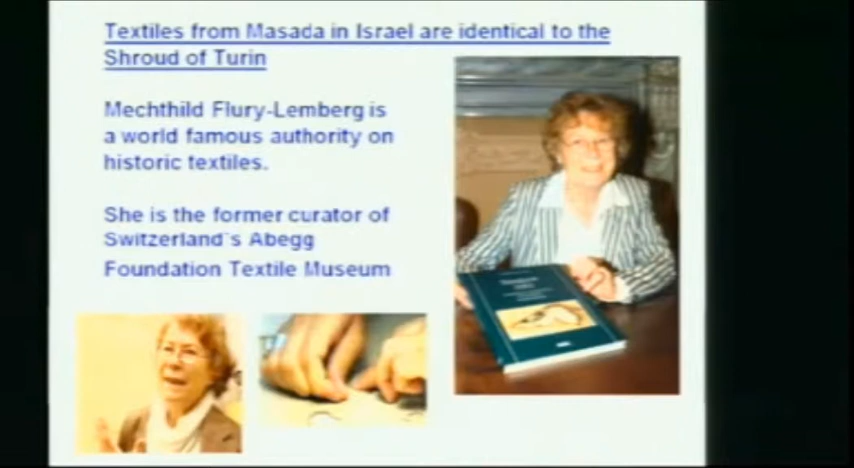 Textiles from Masada in Israel are identical to the
Shroud of Turin
Mechthild Flury-Lemberg is
a world famous authority on
historic textiles.
She is the former curator of
Switzerland's Abegg
Foundation Textile Museum